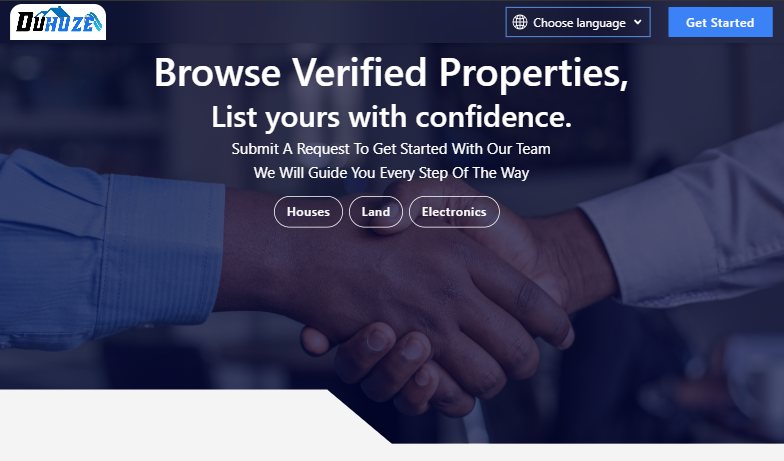 DUHUZE
Choose language
Get Started
Browse Verified Properties,
List yours with confidence.
Submit A Request To Get Started With Our Team
We Will Guide You Every Step Of The Way
Houses
Land
Electronics